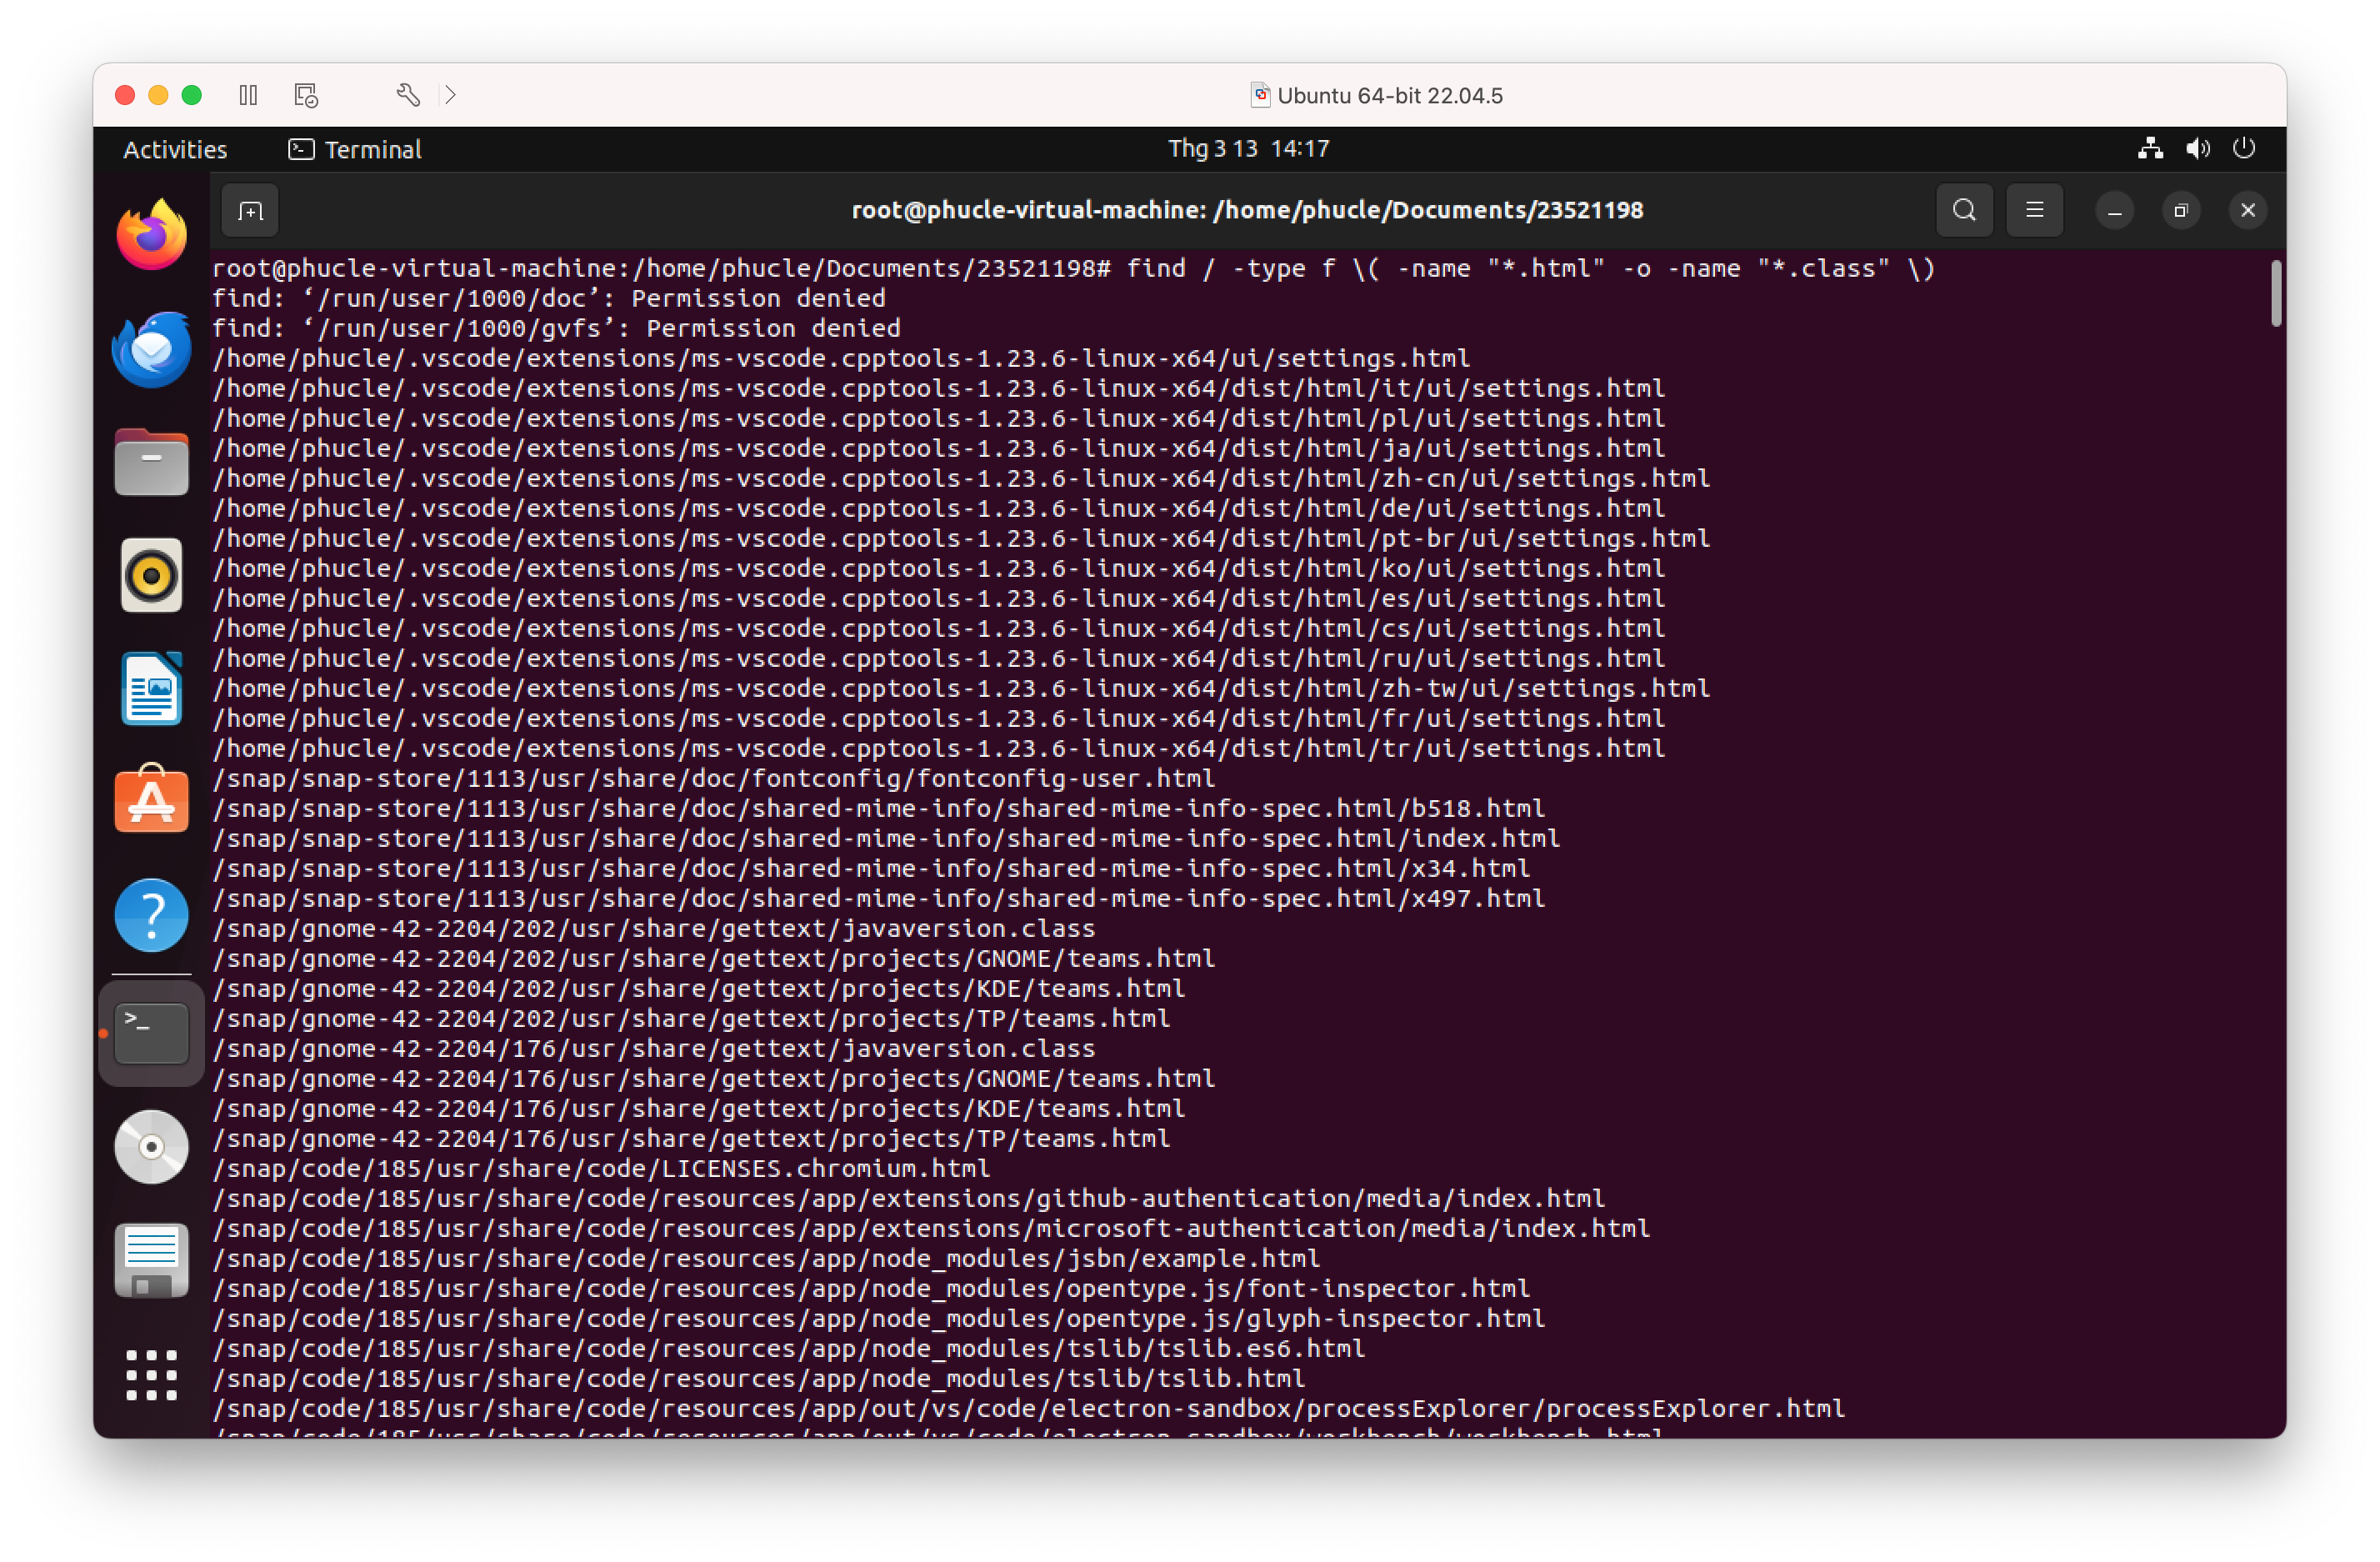 Ubuntu 64-bit 22.04.5
Activities
Terminal
Thg 3 13 14:17
root@phucle-virtual-machine: /home/phucle/Documents/23521198
root@phucle-virtual-machine:/home/phucle/Documents/23521198# find / -type f \( -name "*.html" -o -name "*.class" \)
find: ‘/run/user/1000/doc’: Permission denied
find: ‘/run/user/1000/gvfs’: Permission denied
/home/phucle/.vscode/extensions/ms-vscode.cpptools-1.23.6-linux-x64/ui/settings.html
/home/phucle/.vscode/extensions/ms-vscode.cpptools-1.23.6-linux-x64/dist/html/it/ui/settings.html
/home/phucle/.vscode/extensions/ms-vscode.cpptools-1.23.6-linux-x64/dist/html/pl/ui/settings.html
/home/phucle/.vscode/extensions/ms-vscode.cpptools-1.23.6-linux-x64/dist/html/ja/ui/settings.html
/home/phucle/.vscode/extensions/ms-vscode.cpptools-1.23.6-linux-x64/dist/html/zh-cn/ui/settings.html
/home/phucle/.vscode/extensions/ms-vscode.cpptools-1.23.6-linux-x64/dist/html/de/ui/settings.html
/home/phucle/.vscode/extensions/ms-vscode.cpptools-1.23.6-linux-x64/dist/html/pt-br/ui/settings.html
/home/phucle/.vscode/extensions/ms-vscode.cpptools-1.23.6-linux-x64/dist/html/ko/ui/settings.html
/home/phucle/.vscode/extensions/ms-vscode.cpptools-1.23.6-linux-x64/dist/html/es/ui/settings.html
/home/phucle/.vscode/extensions/ms-vscode.cpptools-1.23.6-linux-x64/dist/html/cs/ui/settings.html
/home/phucle/.vscode/extensions/ms-vscode.cpptools-1.23.6-linux-x64/dist/html/ru/ui/settings.html
/home/phucle/.vscode/extensions/ms-vscode.cpptools-1.23.6-linux-x64/dist/html/zh-tw/ui/settings.html
/home/phucle/.vscode/extensions/ms-vscode.cpptools-1.23.6-linux-x64/dist/html/fr/ui/settings.html
/home/phucle/.vscode/extensions/ms-vscode.cpptools-1.23.6-linux-x64/dist/html/tr/ui/settings.html
/snap/snap-store/1113/usr/share/doc/fontconfig/fontconfig-user.html
/snap/snap-store/1113/usr/share/doc/shared-mime-info/shared-mime-info-spec.html/b518.html
/snap/snap-store/1113/usr/share/doc/shared-mime-info/shared-mime-info-spec.html/index.html
/snap/snap-store/1113/usr/share/doc/shared-mime-info/shared-mime-info-spec.html/x34.html
/snap/snap-store/1113/usr/share/doc/shared-mime-info/shared-mime-info-spec.html/x497.html
/snap/gnome-42-2204/202/usr/share/gettext/javaversion.class
/snap/gnome-42-2204/202/usr/share/gettext/projects/GNOME/teams.html
/snap/gnome-42-2204/202/usr/share/gettext/projects/KDE/teams.html
/snap/gnome-42-2204/202/usr/share/gettext/projects/TP/teams.html
/snap/gnome-42-2204/176/usr/share/gettext/javaversion.class
/snap/gnome-42-2204/176/usr/share/gettext/projects/GNOME/teams.html
/snap/gnome-42-2204/176/usr/share/gettext/projects/KDE/teams.html
/snap/gnome-42-2204/176/usr/share/gettext/projects/TP/teams.html
/snap/code/185/usr/share/code/LICENSES.chromium.html
/snap/code/185/usr/share/code/resources/app/extensions/github-authentication/media/index.html
/snap/code/185/usr/share/code/resources/app/extensions/microsoft-authentication/media/index.html
/snap/code/185/usr/share/code/resources/app/node_modules/jsbn/example.html
/snap/code/185/usr/share/code/resources/app/node_modules/opentype.js/font-inspector.html
/snap/code/185/usr/share/code/resources/app/node_modules/opentype.js/glyph-inspector.html
/snap/code/185/usr/share/code/resources/app/node_modules/tslib/tslib.es6.html
/snap/code/185/usr/share/code/resources/app/node_modules/tslib/tslib.html
/snap/code/185/usr/share/code/resources/app/out/vs/code/electron-sandbox/processExplorer/processExplorer.html
/snap/code/185/usr/share/code/resources/app/out/vs/code/electron-sandbox/workbench/workbench.html